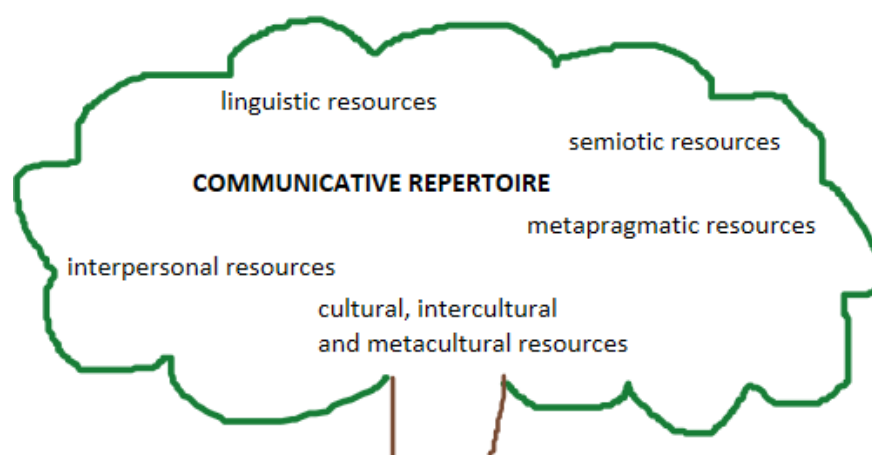 linguistic resources
semiotic resources
COMMUNICATIVE REPERTOIRE
metapragmatic resources
interpersonal resources
cultural, intercultural
and metacultural resources